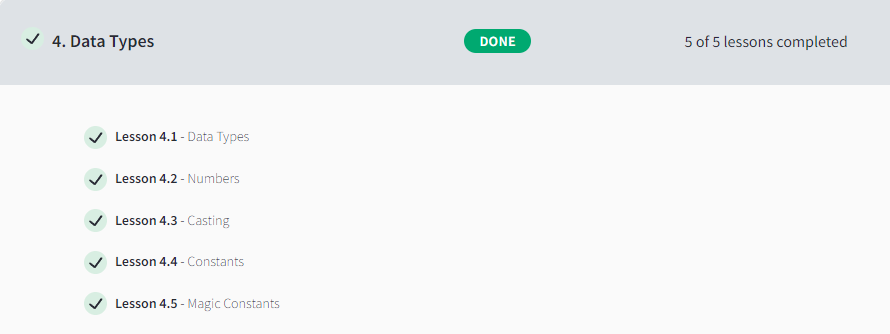 4. Data Types DONE 5 of 5 lessons completed
Lesson 4.1 - Data Types
Lesson 4.2 - Numbers
Lesson 4.3 - Casting
Lesson 4.4 - Constants
Lesson 4.5 - Magic Constants